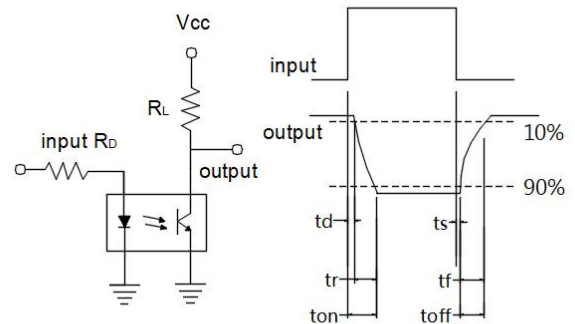 Vcc
RL
input RD
output
input
output
10%
90%
td
ts
tr
tf
ton
toff